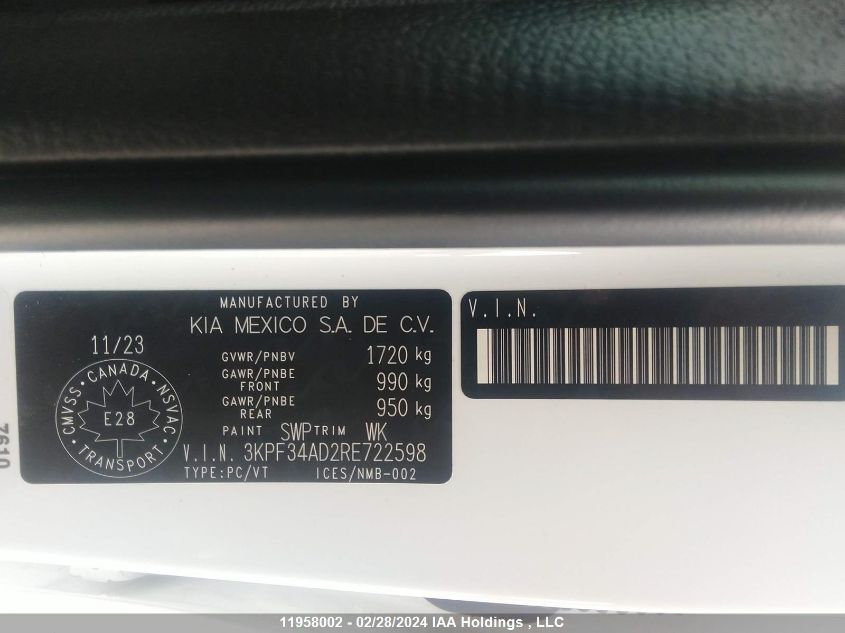 MANUFACTURED BY
KIA MEXICO S.A. DE C.V.
11/23
GVWR/PNBV 1720 kg
GAWR/PNBE FRONT 990 kg
GAWR/PNBE REAR 950 kg
PAINT SWP TRIM WK
V.I.N. 3KPF34AD2RE722598
TYPE:PC/VT ICES/NMB-002
CMVSS · CANADA · NSVAC
E28
TRANSPORT
V.I.N.
7610
11958002 - 02/28/2024 IAA Holdings , LLC